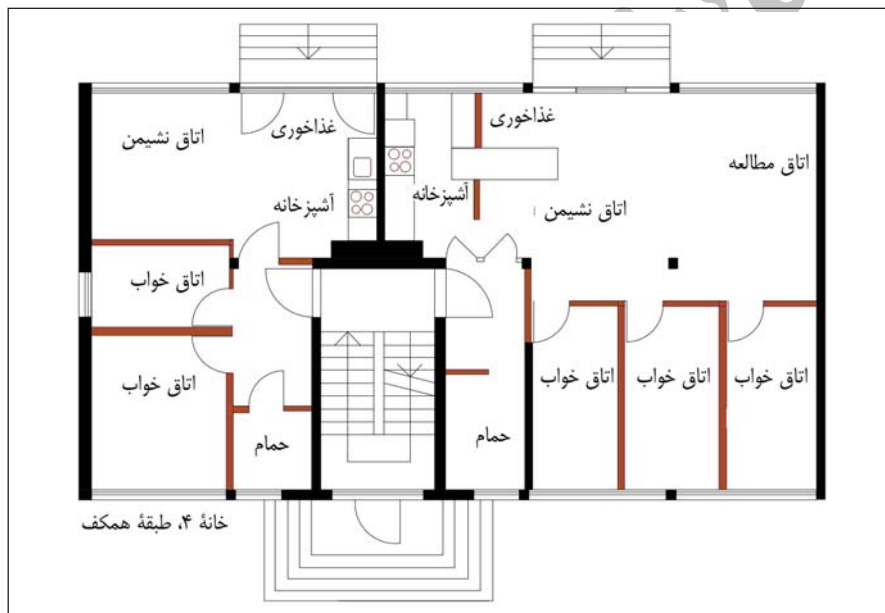 غذاخوری
غذاخوری
اتاق نشیمن
اتاق مطالعه
آشپزخانه
آشپزخانه
اتاق نشیمن
اتاق خواب
اتاق خواب
اتاق خواب
اتاق خواب
اتاق خواب
حمام
حمام
خانهٔ ۴، طبقهٔ همکف